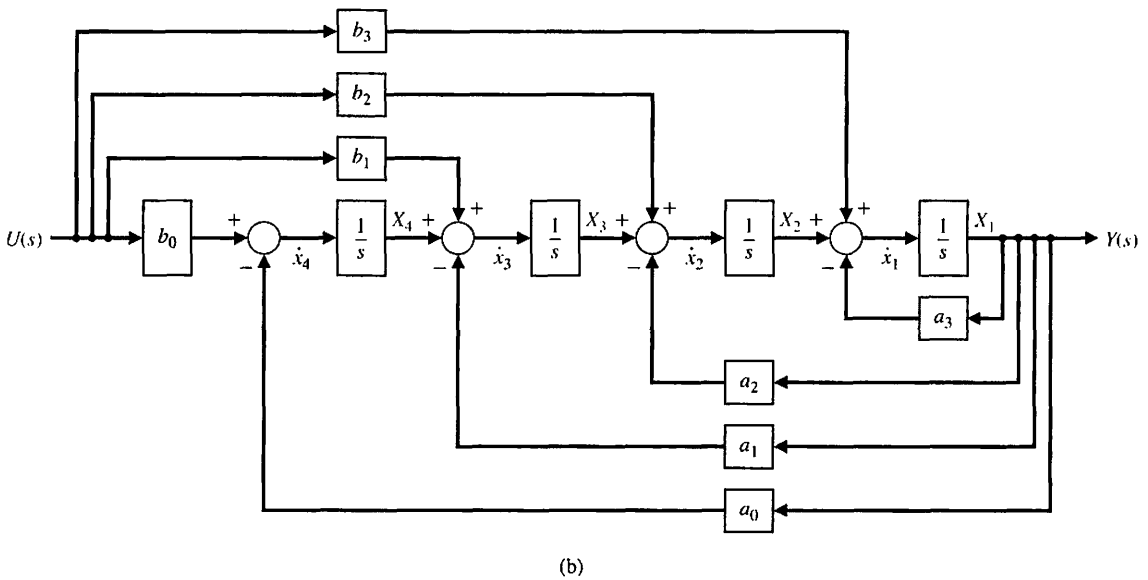 b₃
b₂
b₁
U(s) b₀ + − ẋ₄ 1/s X₄ + + − ẋ₃ 1/s X₃ + + − ẋ₂ 1/s X₂ + + − ẋ₁ 1/s X₁ Y(s)
a₃
a₂
a₁
a₀
(b)